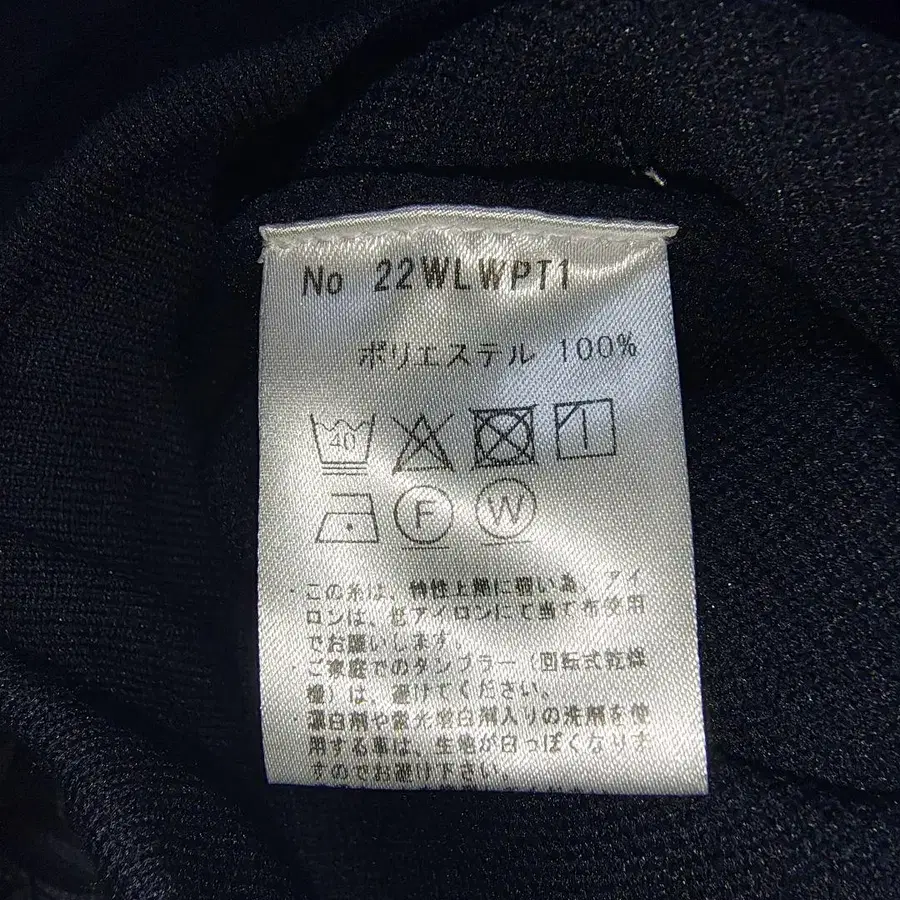 No 22WLWPT1
ポリエステル 100%
40
F W
・この糸は、特性上熱に弱い為、アイ
ロンは、低アイロンにて当て布使用
でお願いします。
・ご家庭でのタンブラー（回転式乾燥
機）は、避けてください。
・漂白剤や蛍光増白剤入りの洗剤を使
用する事は、生地が白っぽくなりま
すのでお避け下さい。